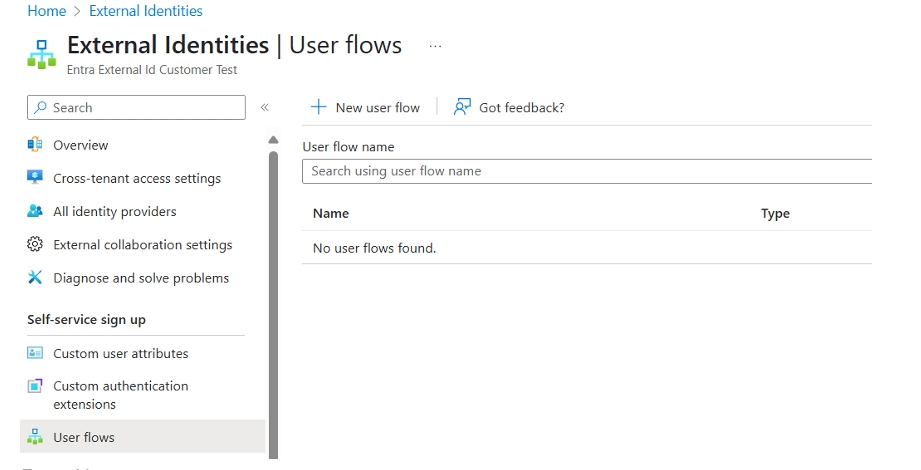 Home > External Identities
External Identities | User flows ...
Entra External Id Customer Test
Search «
+ New user flow | Got feedback?
Overview
Cross-tenant access settings
All identity providers
External collaboration settings
Diagnose and solve problems
Self-service sign up
Custom user attributes
Custom authentication
extensions
User flows
User flow name
Search using user flow name
Name Type
No user flows found.